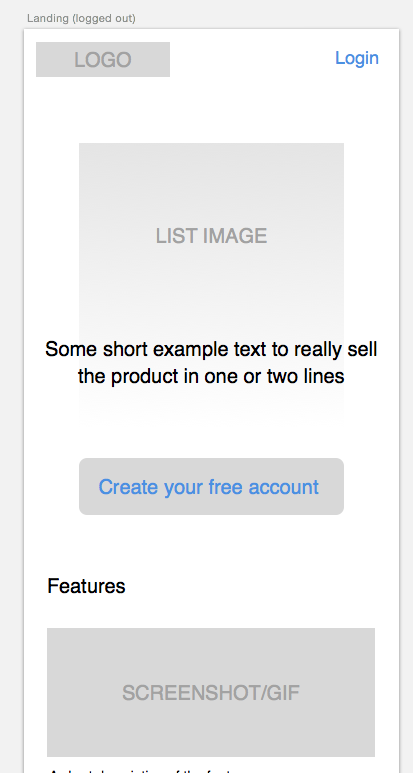 Landing (logged out)
LOGO
Login
LIST IMAGE
Some short example text to really sell
the product in one or two lines
Create your free account
Features
SCREENSHOT/GIF